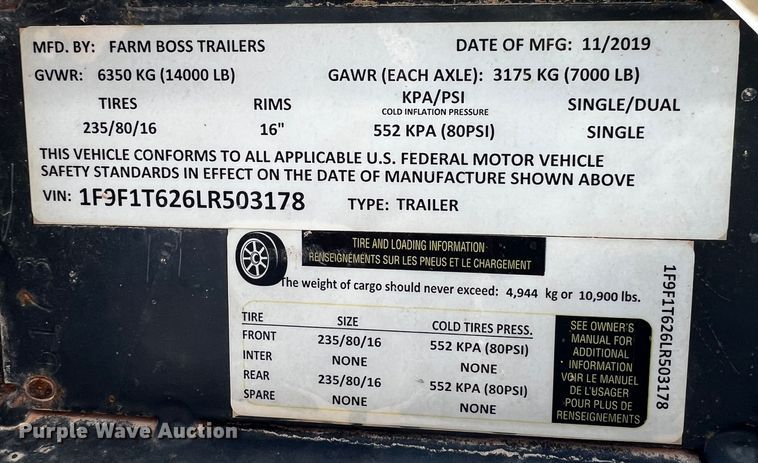 MFD. BY: FARM BOSS TRAILERS DATE OF MFG: 11/2019
GVWR: 6350 KG (14000 LB) GAWR (EACH AXLE): 3175 KG (7000 LB)
TIRES RIMS KPA/PSI SINGLE/DUAL
COLD INFLATION PRESSURE
235/80/16 16" 552 KPA (80PSI) SINGLE
THIS VEHICLE CONFORMS TO ALL APPLICABLE U.S. FEDERAL MOTOR VEHICLE
SAFETY STANDARDS IN EFFECT ON THE DATE OF MANUFACTURE SHOWN ABOVE
VIN: 1F9F1T626LR503178 TYPE: TRAILER
TIRE AND LOADING INFORMATION
RENSEIGNEMENTS SUR LES PNEUS ET LE CHARGEMENT
The weight of cargo should never exceed: 4,944 kg or 10,900 lbs.
TIRE SIZE COLD TIRES PRESS.
FRONT 235/80/16 552 KPA (80PSI)
INTER NONE NONE
REAR 235/80/16 552 KPA (80PSI)
SPARE NONE NONE
SEE OWNER'S
MANUAL FOR
ADDITIONAL
INFORMATION
VOIR LE MANUEL
DE L'USAGER
POUR PLUS DE
RENSEIGNEMENTS
1F9F1T626LR503178
Purple Wave Auction